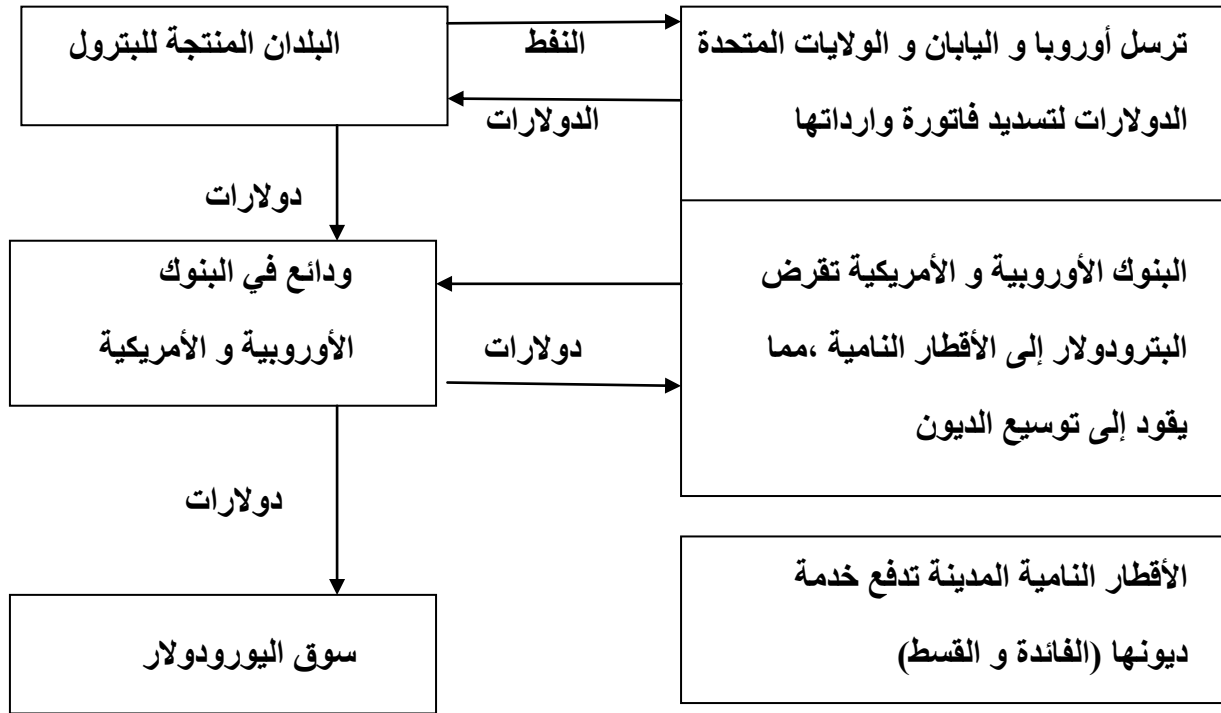 ترسل أوروبا و اليابان و الولايات المتحدة
الدولارات لتسديد فاتورة وارداتها
النفط
الدولارات
البلدان المنتجة للبترول
دولارات
البنوك الأوروبية و الأمريكية تقرض
البترودولار إلى الأقطار النامية ،مما
يقود إلى توسيع الديون
دولارات
ودائع في البنوك
الأوروبية و الأمريكية
دولارات
الأقطار النامية المدينة تدفع خدمة
ديونها (الفائدة و القسط)
سوق اليورودولار